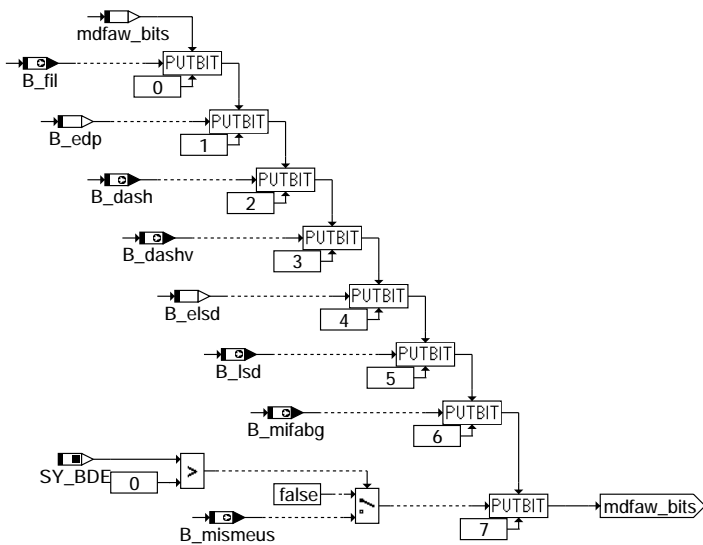 mdfaw_bits
PUTBIT
B_fil
0
PUTBIT
B_edp
1
PUTBIT
B_dash
2
PUTBIT
B_dashv
3
PUTBIT
B_elsd
4
PUTBIT
B_lsd
5
PUTBIT
B_mifabg
6
SY_BDE
0
>
false
PUTBIT
mdfaw_bits
B_mismeus
7